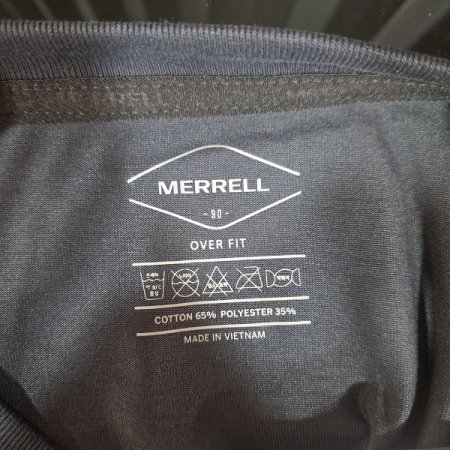 MERRELL
- 90 -
OVER FIT
COTTON 65% POLYESTER 35%
MADE IN VIETNAM